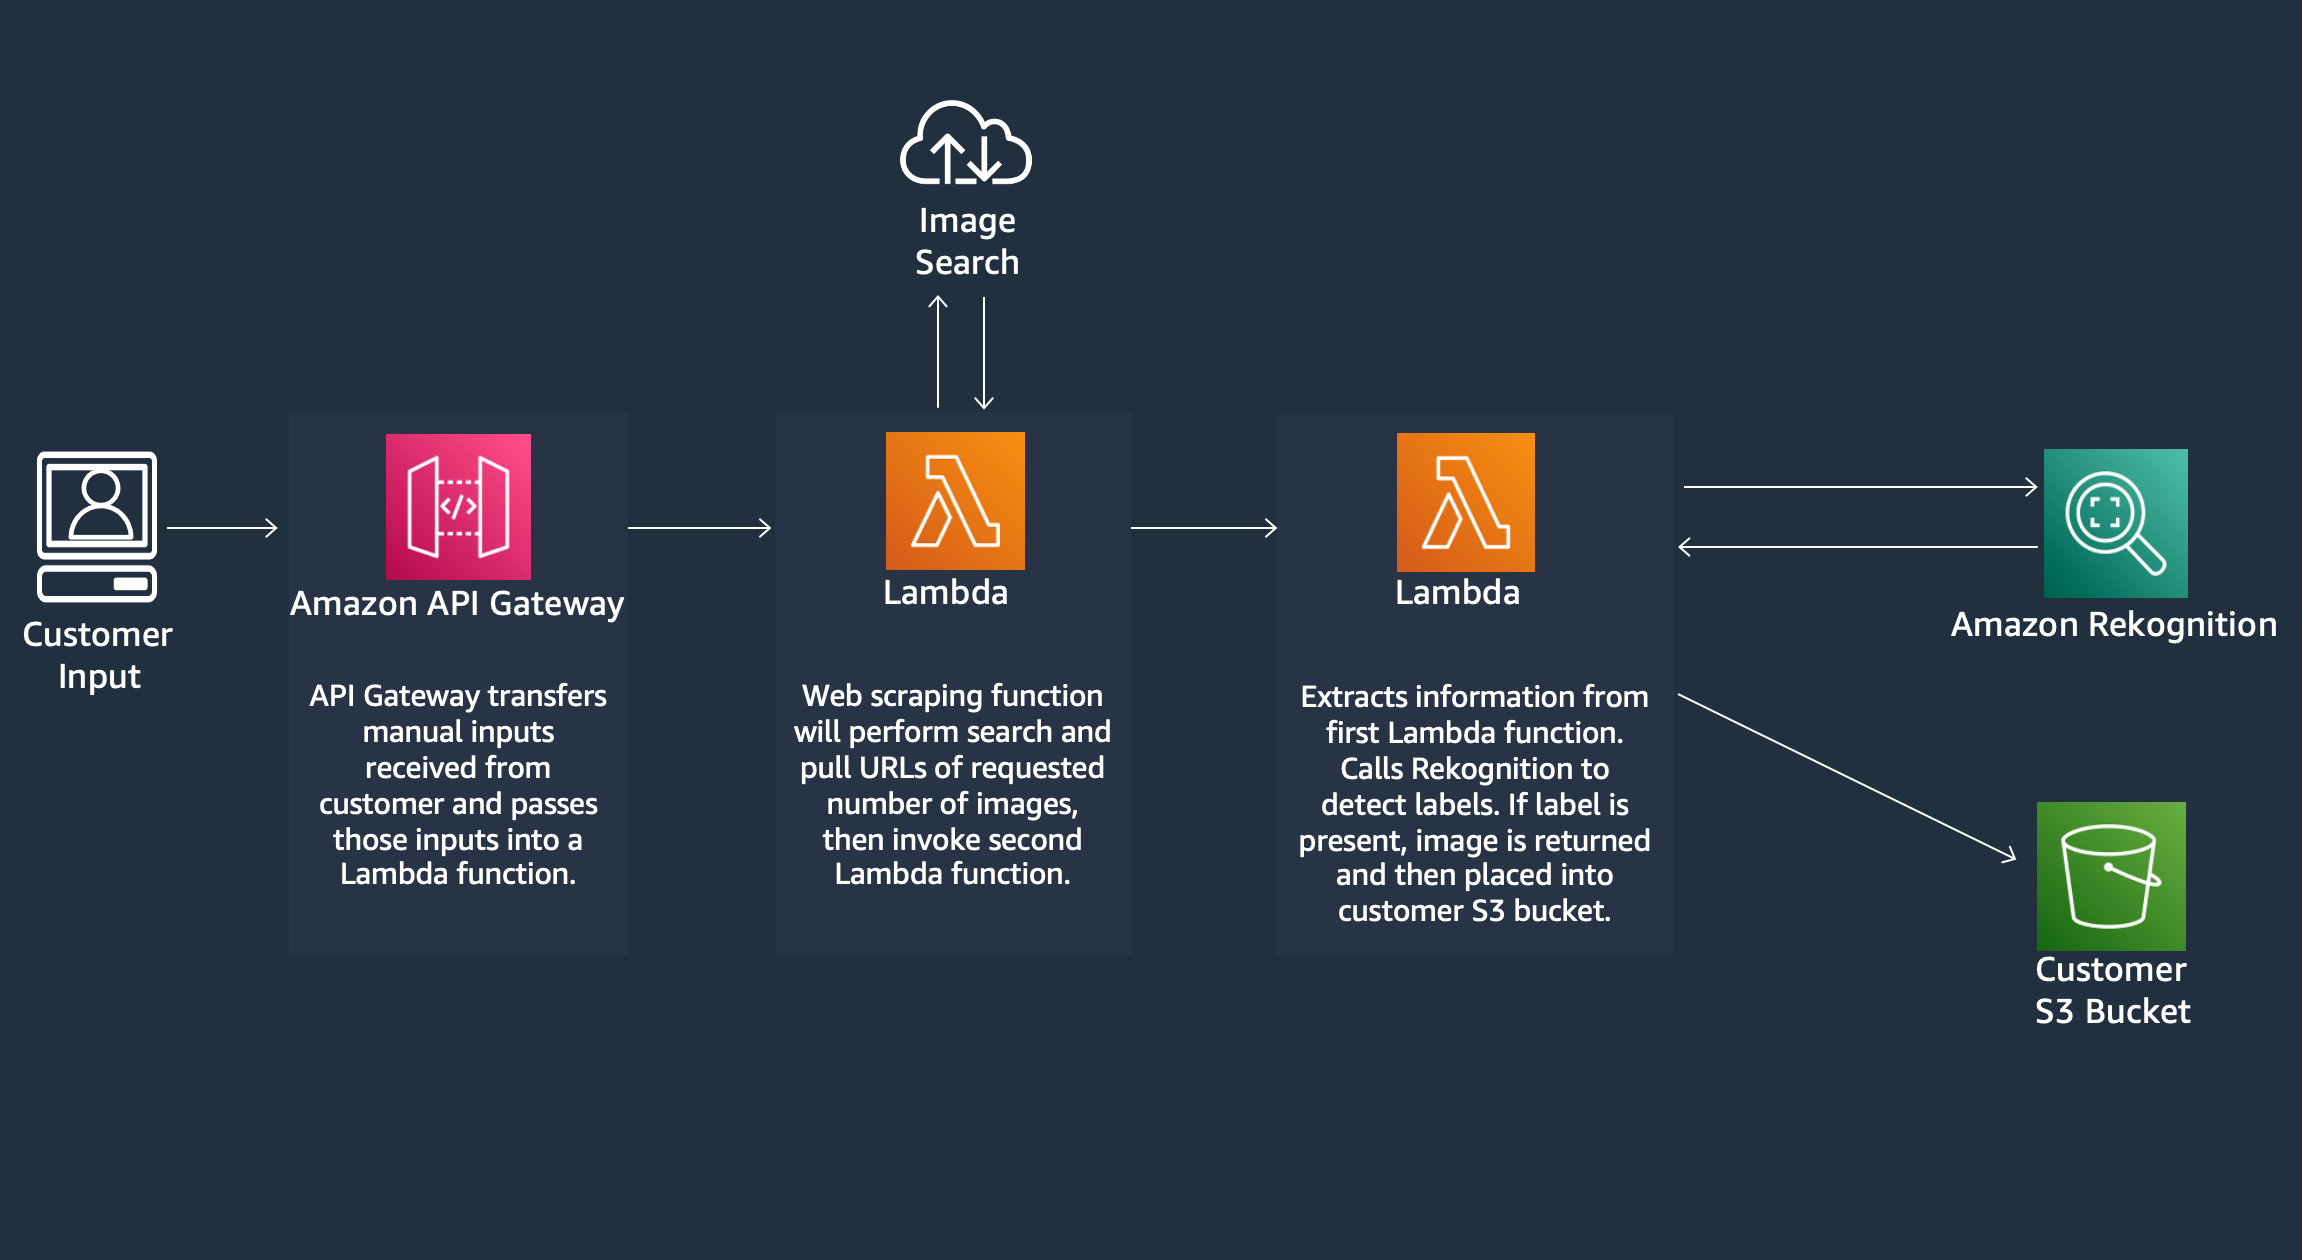 Image
Search
Customer
Input
Amazon API Gateway
API Gateway transfers
manual inputs
received from
customer and passes
those inputs into a
Lambda function.
Lambda
Web scraping function
will perform search and
pull URLs of requested
number of images,
then invoke second
Lambda function.
Lambda
Extracts information from
first Lambda function.
Calls Rekognition to
detect labels. If label is
present, image is returned
and then placed into
customer S3 bucket.
Amazon Rekognition
Customer
S3 Bucket